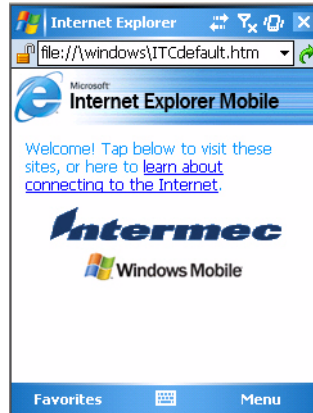 Internet Explorer
file://\windows\ITCdefault.htm
Microsoft
Internet Explorer Mobile
Welcome! Tap below to visit these
sites, or here to learn about
connecting to the Internet.
Intermec
Windows Mobile
Favorites Menu